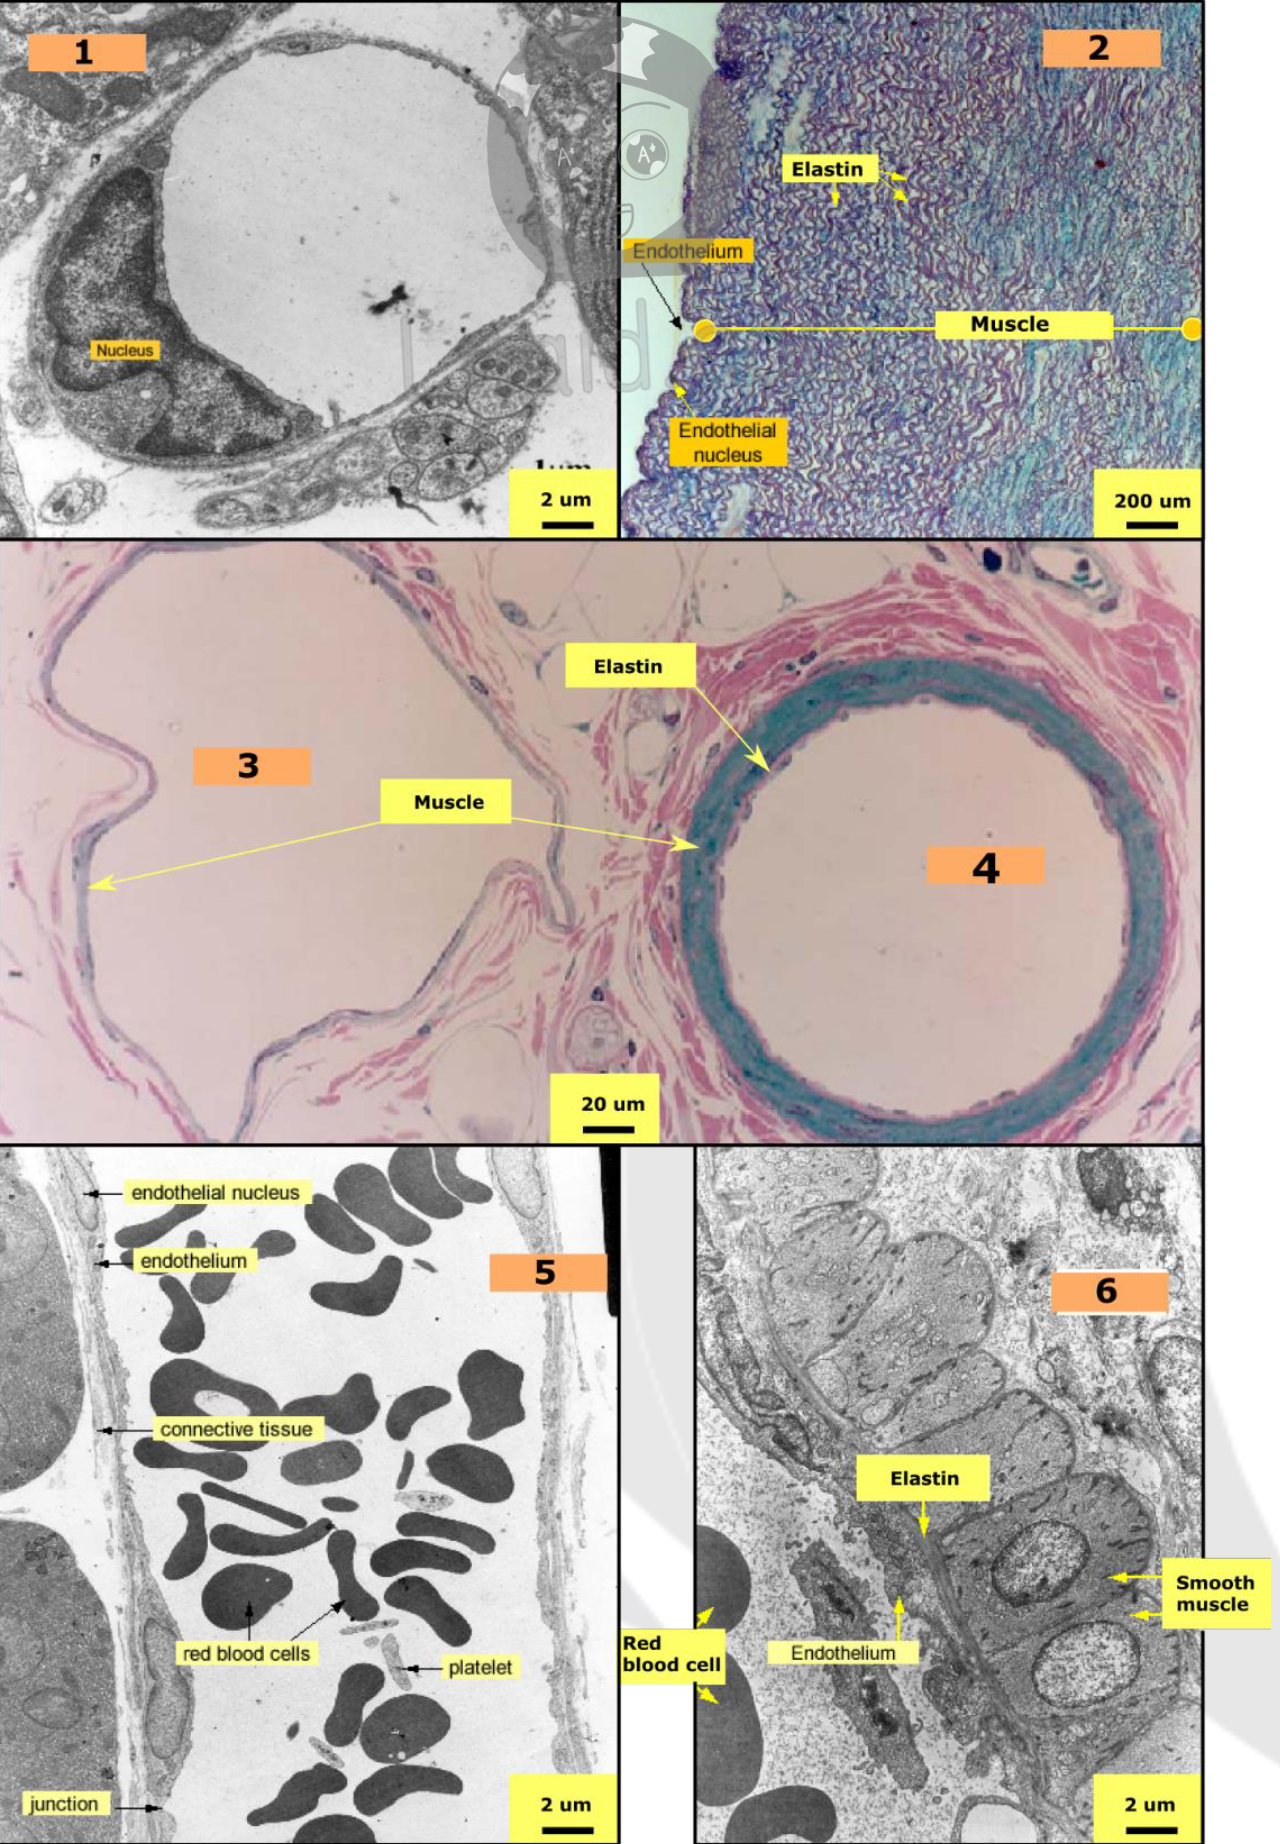 1
Nucleus
1um
2 um
2
Elastin
Endothelium
Muscle
Endothelial
nucleus
200 um
A+
A+
Elastin
3
Muscle
4
20 um
endothelial nucleus
endothelium
5
connective tissue
red blood cells
platelet
junction
2 um
6
Elastin
Smooth
muscle
Red
blood cell
Endothelium
2 um